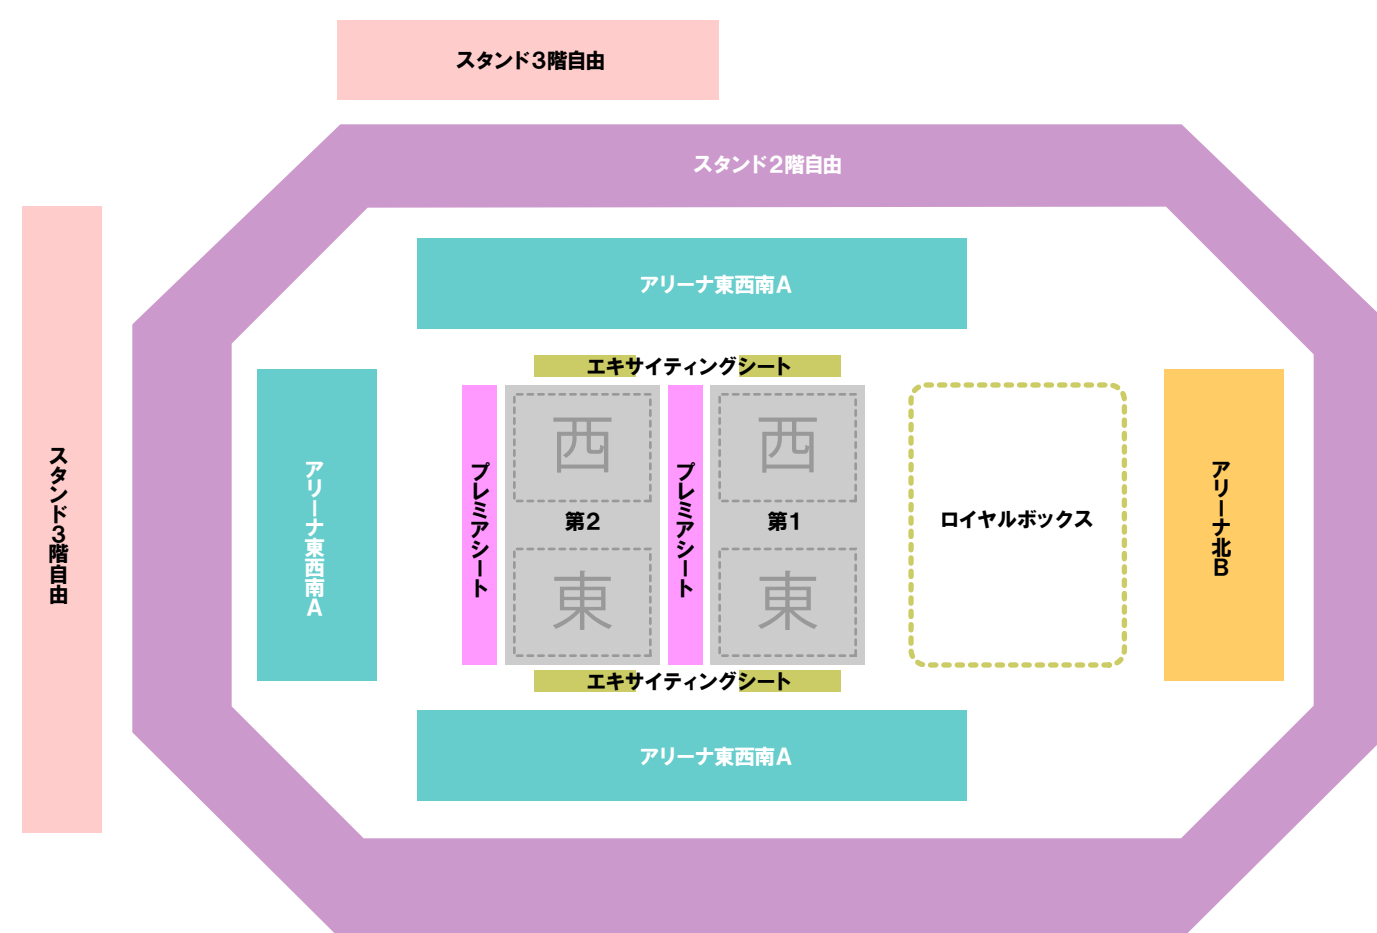 スタンド3階自由
スタンド2階自由
アリーナ東西南A
エキサイティングシート
スタンド3階自由
アリーナ東西南A
プレミアシート
西
第2
東
プレミアシート
西
第1
東
ロイヤルボックス
アリーナ北B
エキサイティングシート
アリーナ東西南A